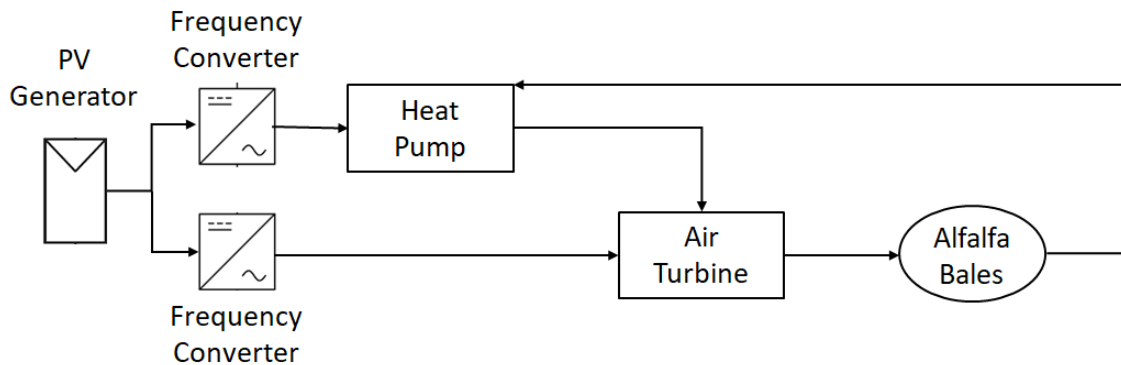 Frequency
Converter
PV
Generator
Heat
Pump
Air
Turbine
Alfalfa
Bales
Frequency
Converter